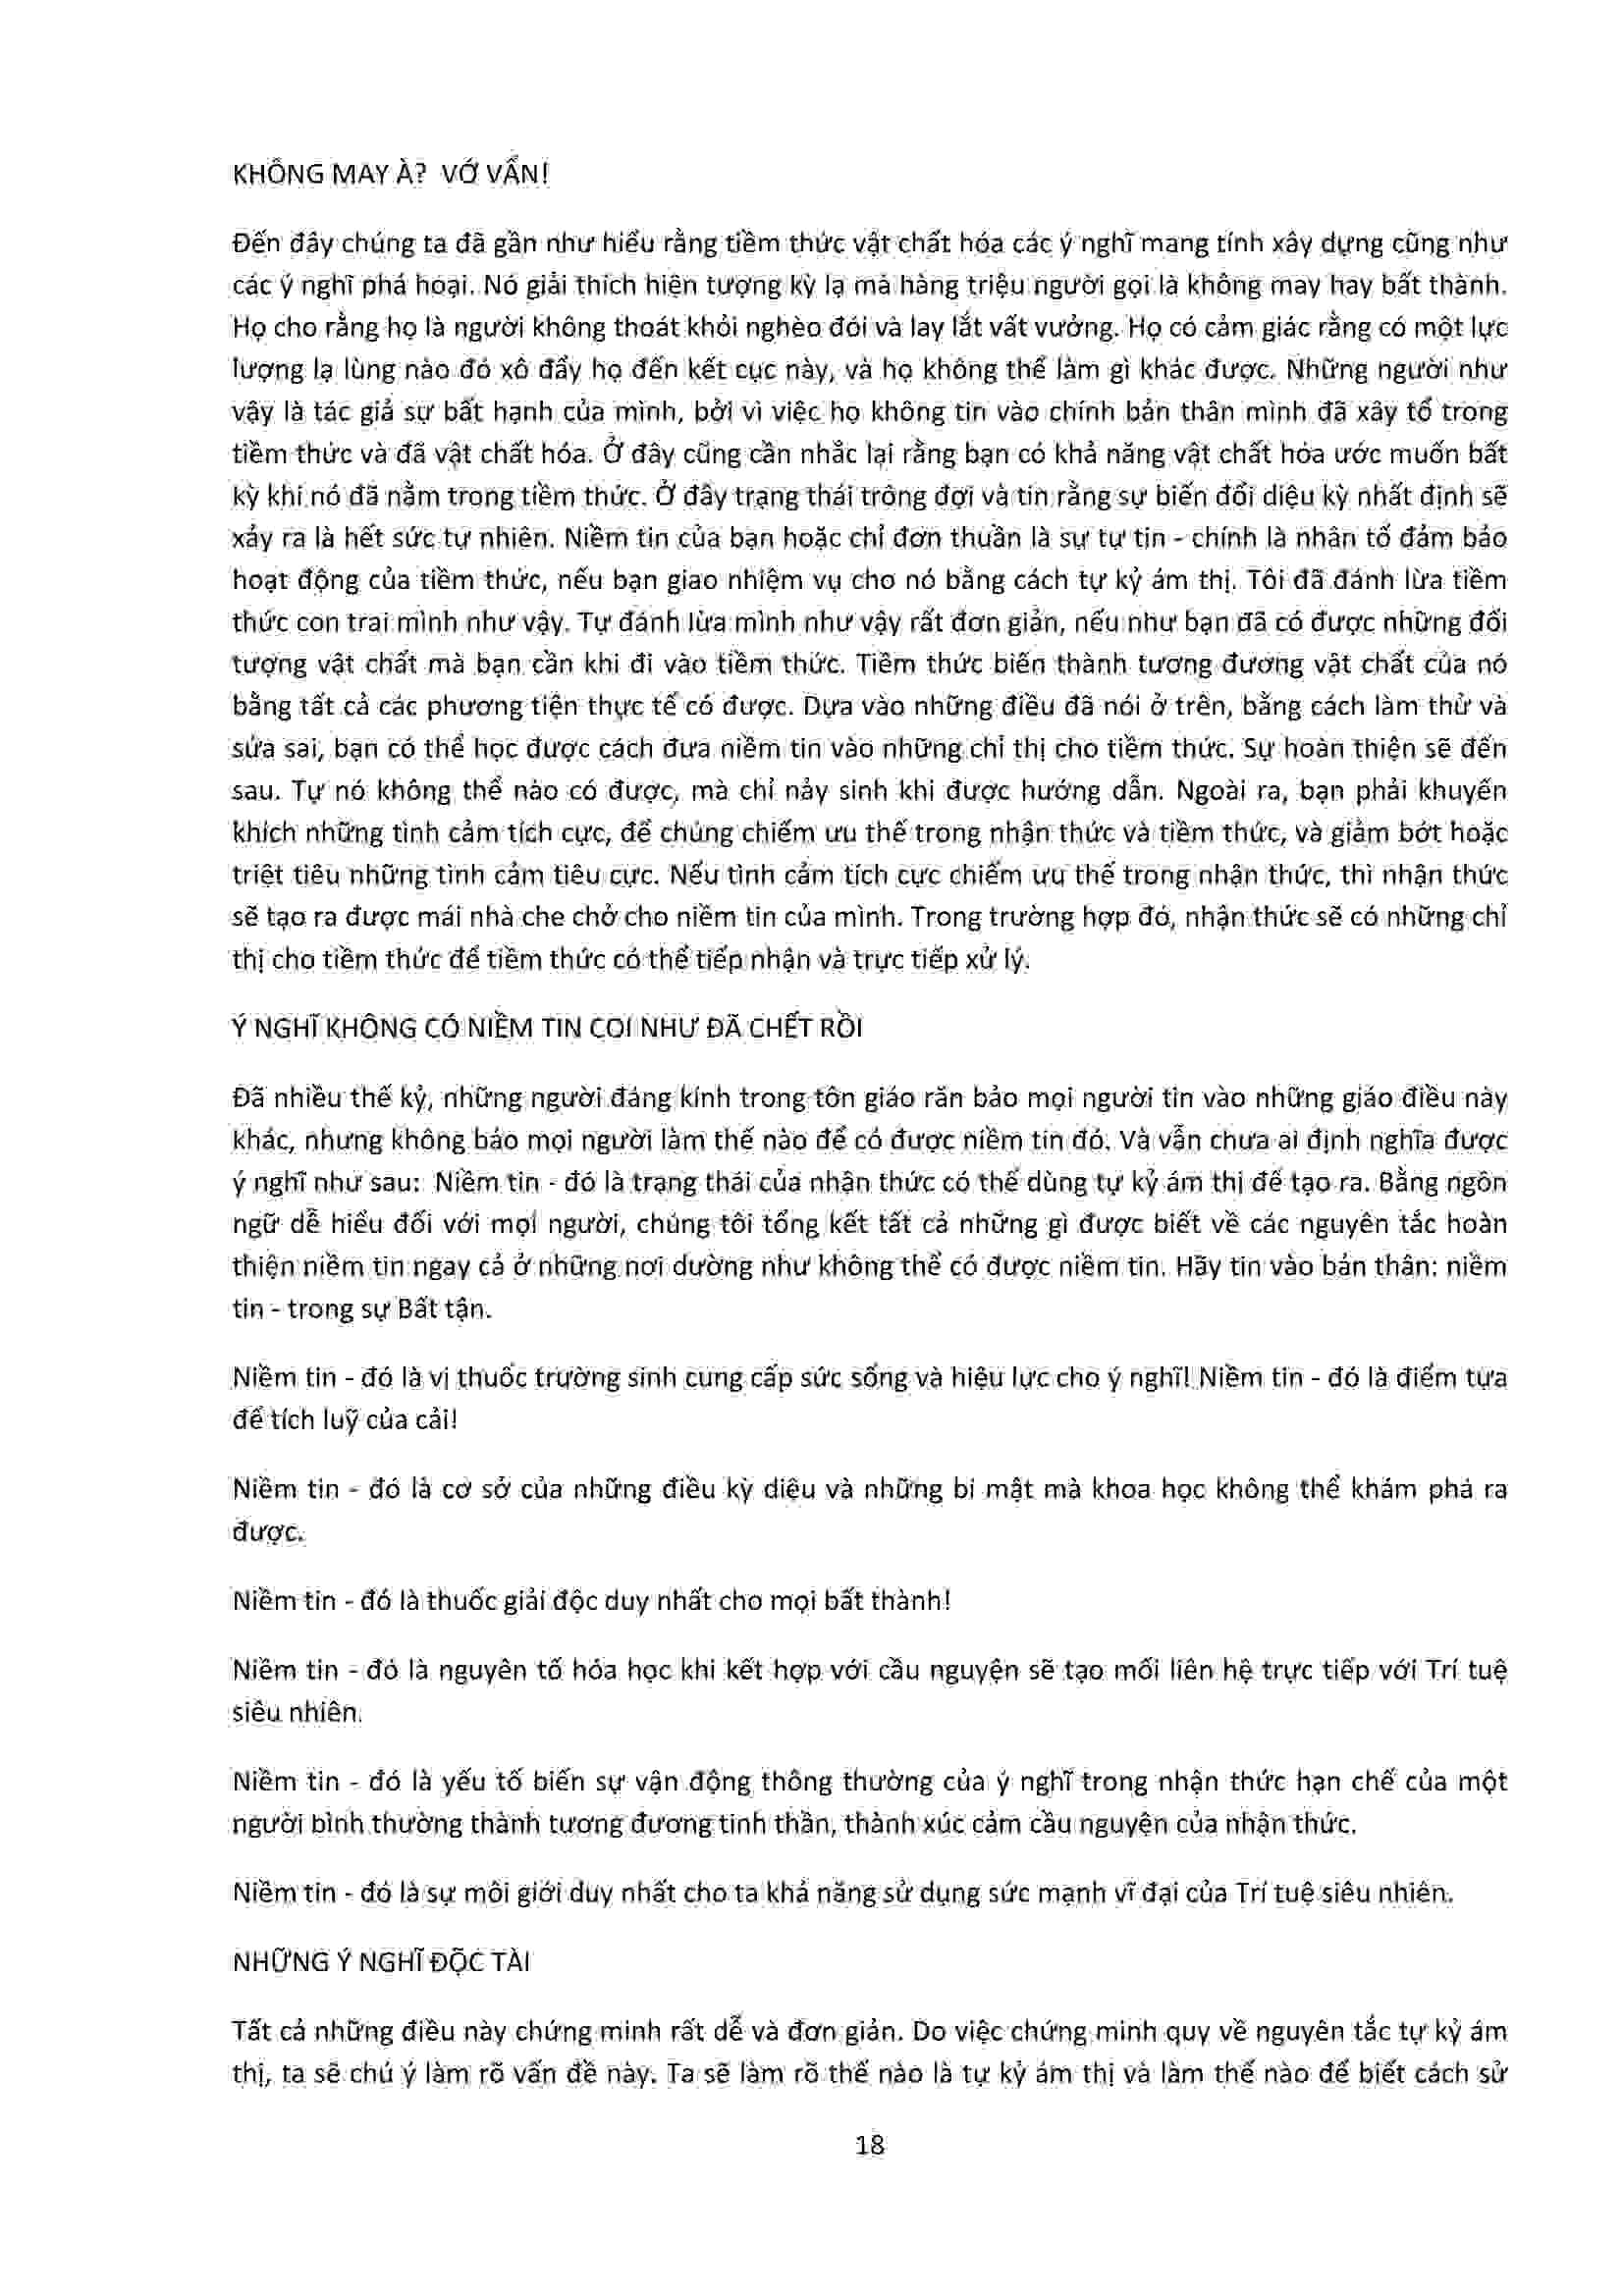 KHÔNG MAY À? VỚ VẨN!
Đến đây chúng ta đã gần như hiểu rằng tiềm thức vật chất hóa các ý nghĩ mang tính xây dựng cũng như
các ý nghĩ phá hoại. Nó giải thích hiện tượng kỳ lạ mà hàng triệu người gọi là không may hay bất thành.
Họ cho rằng họ là người không thoát khỏi nghèo đói và lay lắt vất vưởng. Họ có cảm giác rằng có một lực
lượng lạ lùng nào đó xô đẩy họ đến kết cục này, và họ không thể làm gì khác được. Những người như
vậy là tác giả sự bất hạnh của mình, bởi vì việc họ không tin vào chính bản thân mình đã xây tổ trong
tiềm thức và đã vật chất hóa. Ở đây cũng cần nhắc lại rằng bạn có khả năng vật chất hóa ước muốn bất
kỳ khi nó đã nằm trong tiềm thức. Ở đây trạng thái trông đợi và tin rằng sự biến đổi diệu kỳ nhất định sẽ
xảy ra là hết sức tự nhiên. Niềm tin của bạn hoặc chỉ đơn thuần là sự tự tin - chính là nhân tố đảm bảo
hoạt động của tiềm thức, nếu bạn giao nhiệm vụ cho nó bằng cách tự kỷ ám thị. Tôi đã đánh lừa tiềm
thức con trai mình như vậy. Tự đánh lừa mình như vậy rất đơn giản, nếu như bạn đã có được những đối
tượng vật chất mà bạn cần khi đi vào tiềm thức. Tiềm thức biến thành tương đương vật chất của nó
bằng tất cả các phương tiện thực tế có được. Dựa vào những điều đã nói ở trên, bằng cách làm thử và
sửa sai, bạn có thể học được cách đưa niềm tin vào những chỉ thị cho tiềm thức. Sự hoàn thiện sẽ đến
sau. Tự nó không thể nào có được, mà chỉ nảy sinh khi được hướng dẫn. Ngoài ra, bạn phải khuyến
khích những tình cảm tích cực, để chúng chiếm ưu thế trong nhận thức và tiềm thức, và giảm bớt hoặc
triệt tiêu những tình cảm tiêu cực. Nếu tình cảm tích cực chiếm ưu thế trong nhận thức, thì nhận thức
sẽ tạo ra được mái nhà che chở cho niềm tin của mình. Trong trường hợp đó, nhận thức sẽ có những chỉ
thị cho tiềm thức để tiềm thức có thể tiếp nhận và trực tiếp xử lý.
Ý NGHĨ KHÔNG CÓ NIỀM TIN COI NHƯ ĐÃ CHẾT RỒI
Đã nhiều thế kỷ, những người đáng kính trong tôn giáo răn bảo mọi người tin vào những giáo điều này
khác, nhưng không bảo mọi người làm thế nào để có được niềm tin đó. Và vẫn chưa ai định nghĩa được
ý nghĩ như sau: Niềm tin - đó là trạng thái của nhận thức có thể dùng tự kỷ ám thị để tạo ra. Bằng ngôn
ngữ dễ hiểu đối với mọi người, chúng tôi tổng kết tất cả những gì được biết về các nguyên tắc hoàn
thiện niềm tin ngay cả ở những nơi dường như không thể có được niềm tin. Hãy tin vào bản thân: niềm
tin - trong sự Bất tận.
Niềm tin - đó là vị thuốc trường sinh cung cấp sức sống và hiệu lực cho ý nghĩ! Niềm tin - đó là điểm tựa
để tích luỹ của cải!
Niềm tin - đó là cơ sở của những điều kỳ diệu và những bí mật mà khoa học không thể khám phá ra
được.
Niềm tin - đó là thuốc giải độc duy nhất cho mọi bất thành!
Niềm tin - đó là nguyên tố hóa học khi kết hợp với cầu nguyện sẽ tạo mối liên hệ trực tiếp với Trí tuệ
siêu nhiên.
Niềm tin - đó là yếu tố biến sự vận động thông thường của ý nghĩ trong nhận thức hạn chế của một
người bình thường thành tương đương tinh thần, thành xúc cảm cầu nguyện của nhận thức.
Niềm tin - đó là sự môi giới duy nhất cho ta khả năng sử dụng sức mạnh vĩ đại của Trí tuệ siêu nhiên.
NHỮNG Ý NGHĨ ĐỘC TÀI
Tất cả những điều này chứng minh rất dễ và đơn giản. Do việc chứng minh quy về nguyên tắc tự kỷ ám
thị, ta sẽ chú ý làm rõ vấn đề này. Ta sẽ làm rõ thế nào là tự kỷ ám thị và làm thế nào để biết cách sử
18